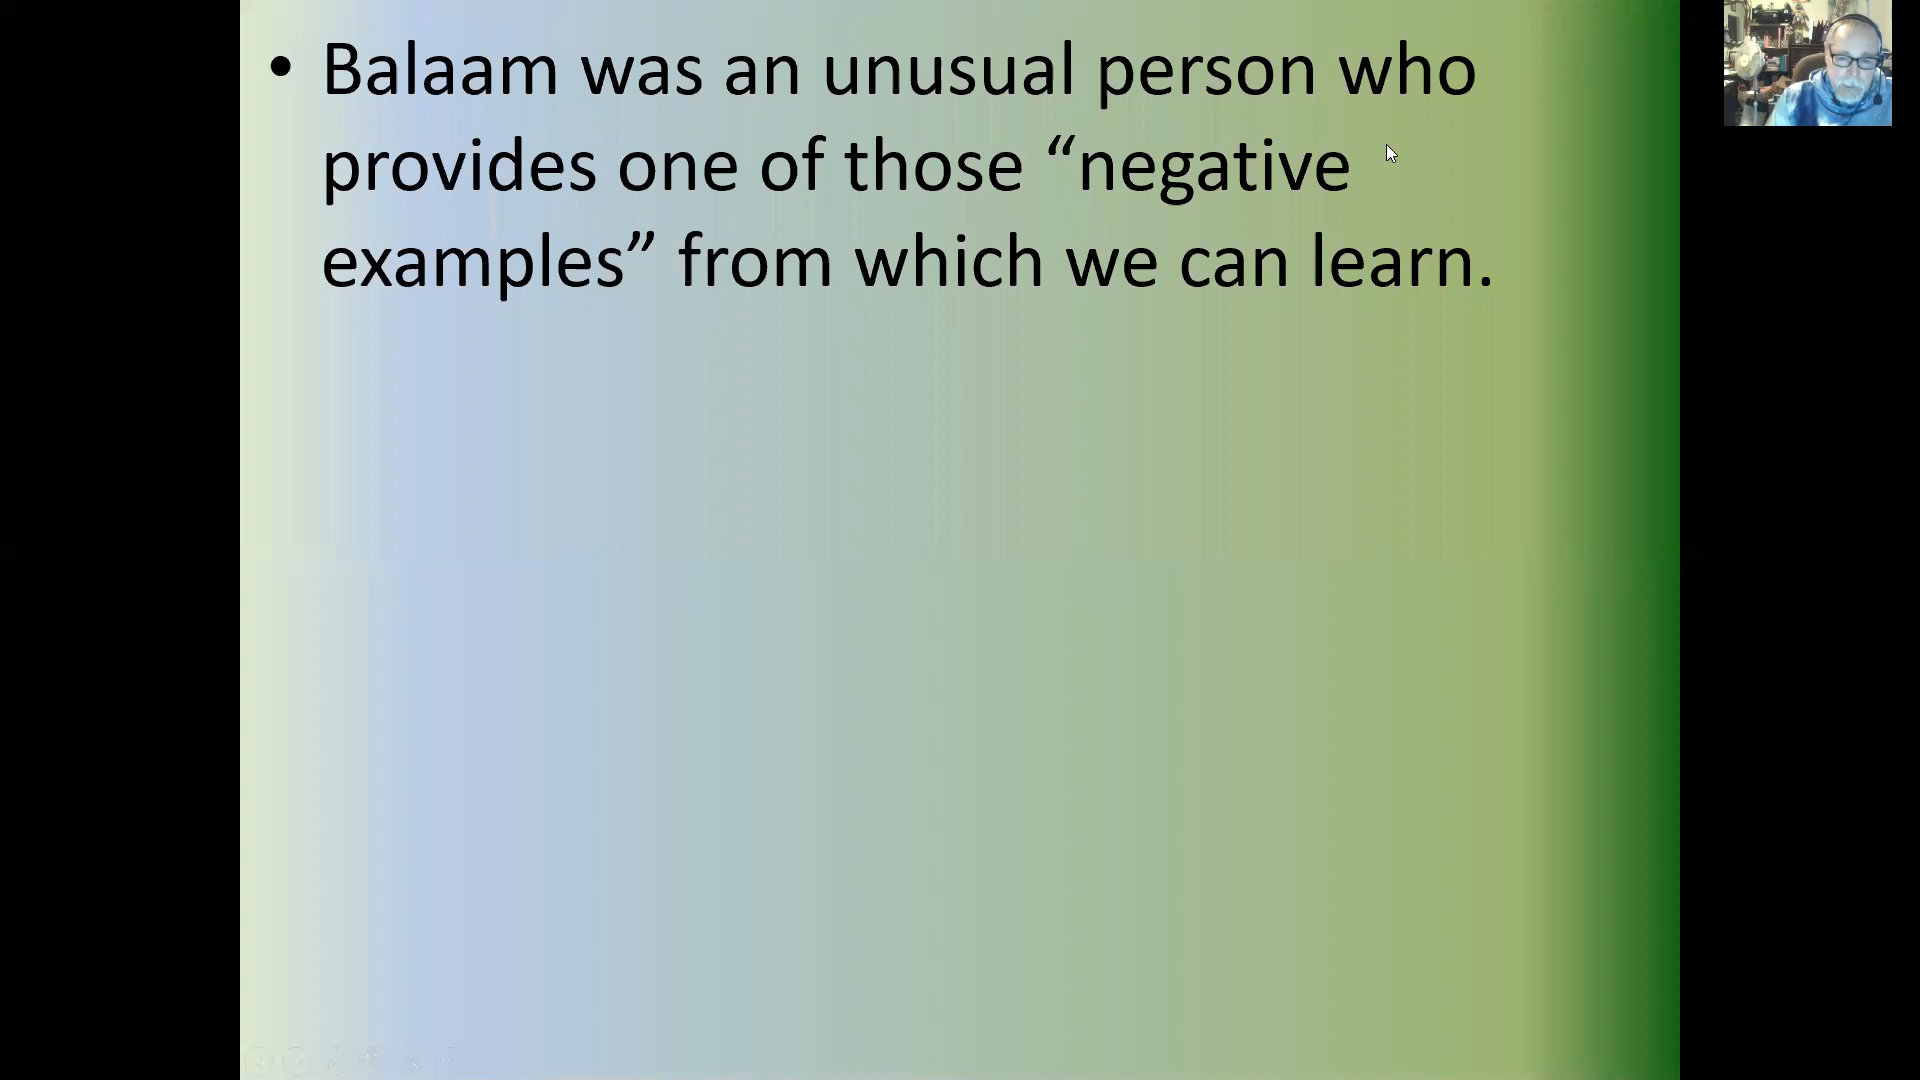 • Balaam was an unusual person who
provides one of those “negative
examples” from which we can learn.